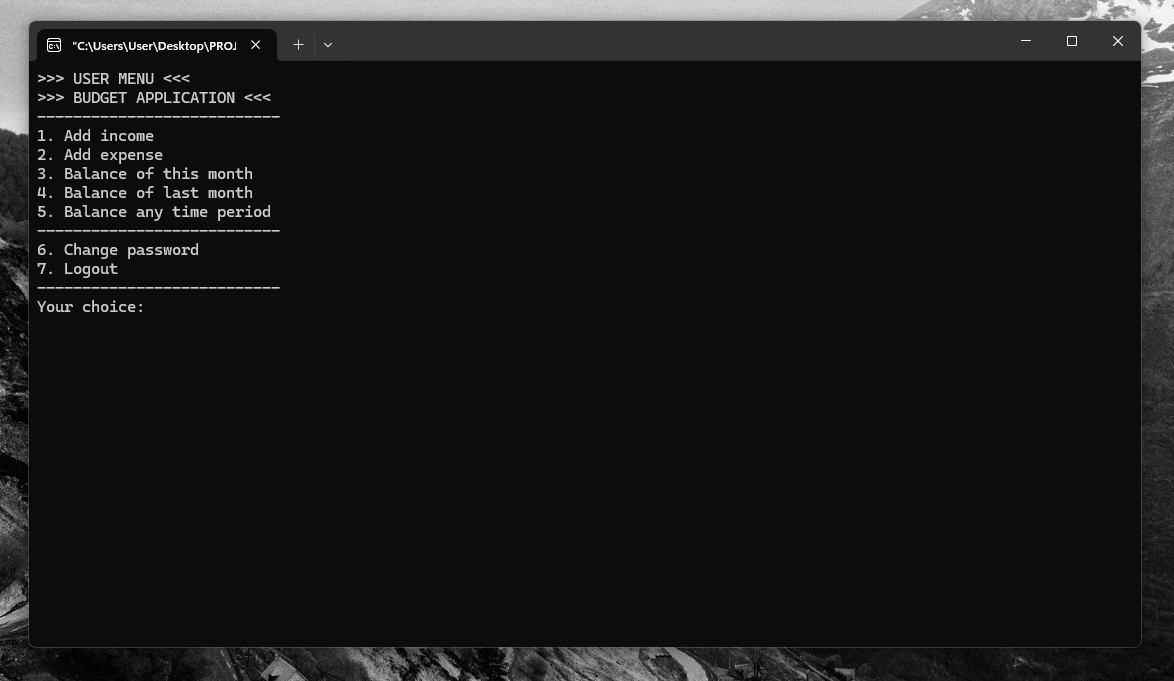 "C:\Users\User\Desktop\PROJ
>>> USER MENU <<<
>>> BUDGET APPLICATION <<<
---------------------------
1. Add income
2. Add expense
3. Balance of this month
4. Balance of last month
5. Balance any time period
---------------------------
6. Change password
7. Logout
---------------------------
Your choice: